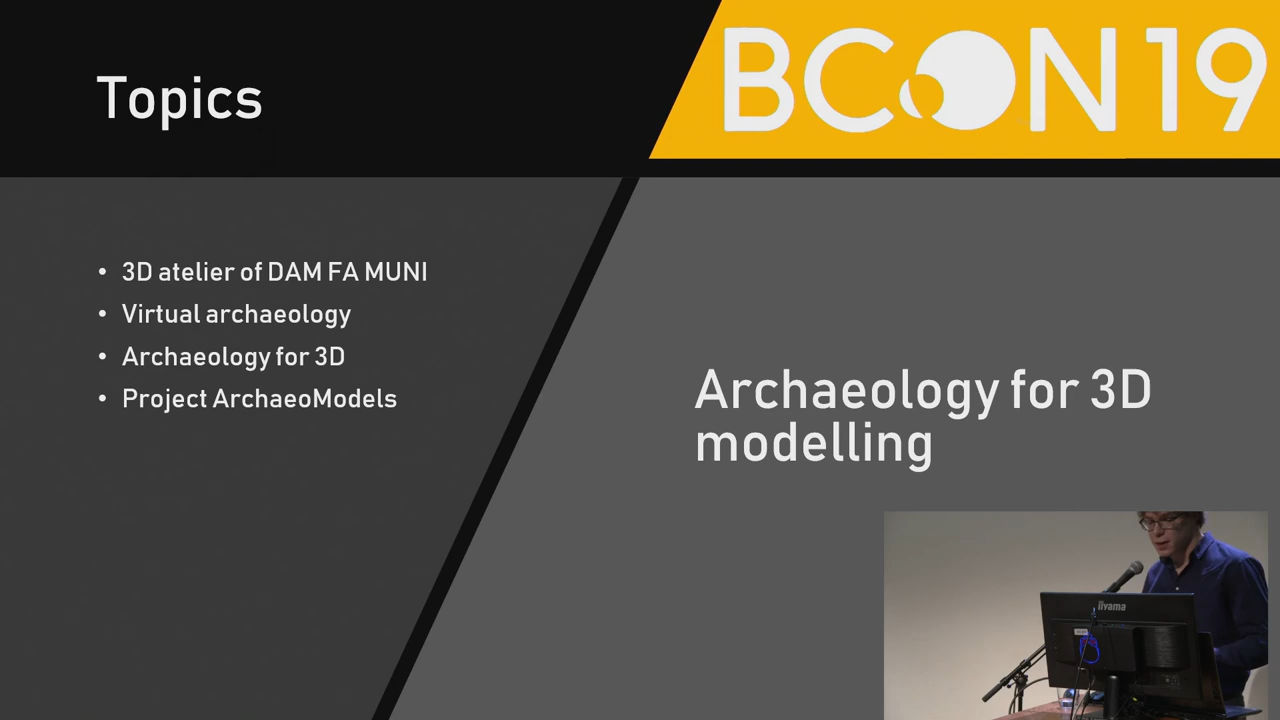 Topics
BCON19
• 3D atelier of DAM FA MUNI
• Virtual archaeology
• Archaeology for 3D
• Project ArchaeoModels
Archaeology for 3D
modelling
iiyama